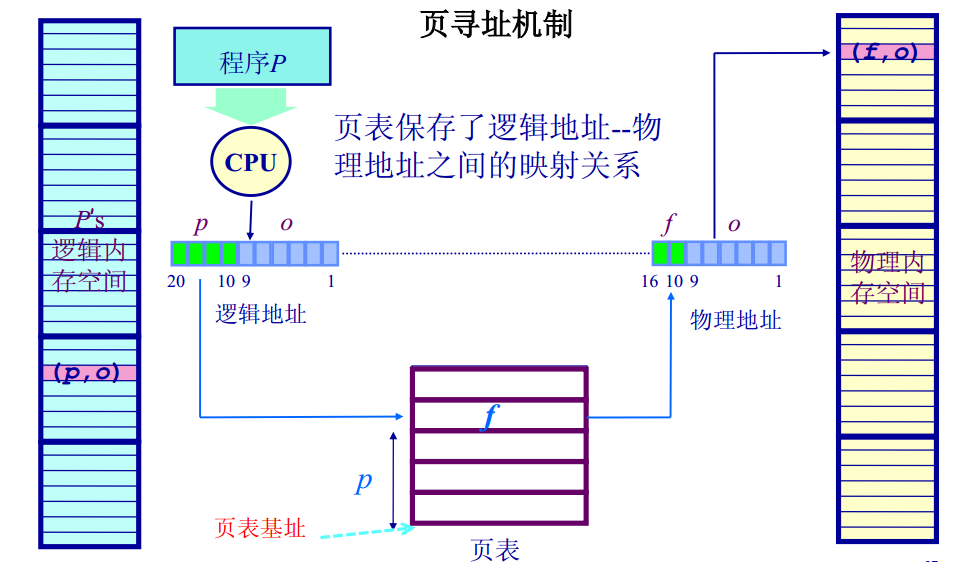 页寻址机制
程序P
CPU
页表保存了逻辑地址--物
理地址之间的映射关系
(f,o)
P's
逻辑内
存空间
p
o
20
10
9
1
逻辑地址
f
o
16
10
9
1
物理地址
物理内
存空间
(p,o)
f
p
页表基址
页表